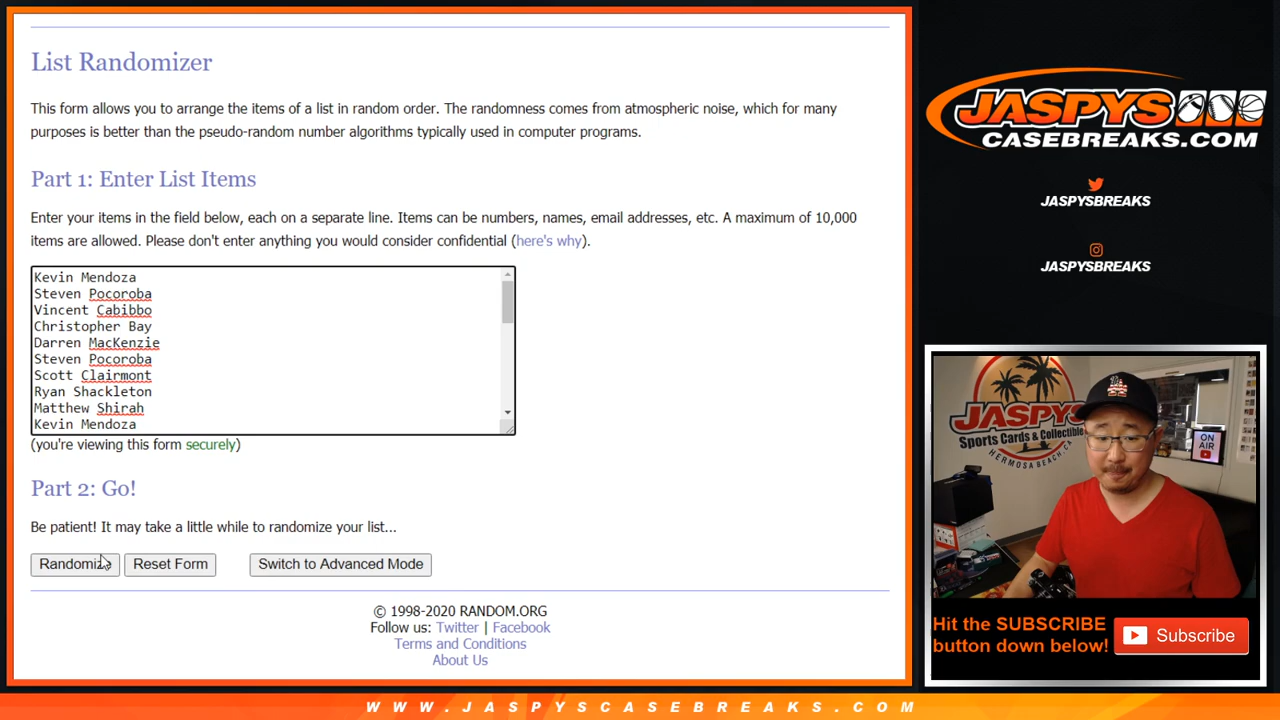 List Randomizer
This form allows you to arrange the items of a list in random order. The randomness comes from atmospheric noise, which for many
purposes is better than the pseudo-random number algorithms typically used in computer programs.
Part 1: Enter List Items
Enter your items in the field below, each on a separate line. Items can be numbers, names, email addresses, etc. A maximum of 10,000
items are allowed. Please don't enter anything you would consider confidential (here's why).
Kevin Mendoza
Steven Pocoroba
Vincent Cabibbo
Christopher Bay
Darren MacKenzie
Steven Pocoroba
Scott Clairmont
Ryan Shackleton
Matthew Shirah
Kevin Mendoza
(you're viewing this form securely)
Part 2: Go!
Be patient! It may take a little while to randomize your list...
Randomize Reset Form Switch to Advanced Mode
© 1998-2020 RANDOM.ORG
Follow us: Twitter | Facebook
Terms and Conditions
About Us
JASPYS
CASEBREAKS.COM
JASPYSBREAKS
JASPYSBREAKS
JASPYS
Sports Cards & Collectible
HERMOSA BEACH, CA
ON
AIR
Hit the SUBSCRIBE
button down below!
Subscribe
WWW.JASPYSCASEBREAKS.COM